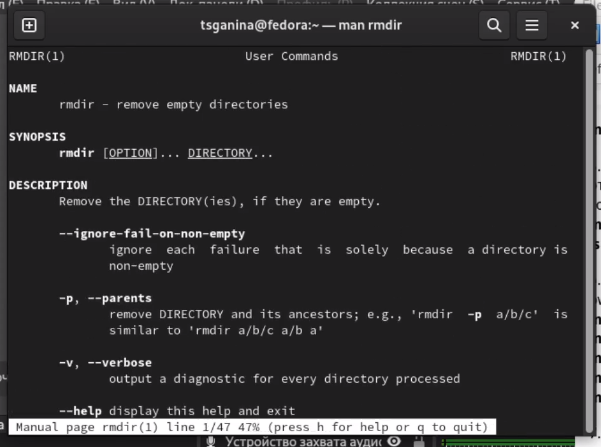 tsganina@fedora:~ — man rmdir
RMDIR(1) User Commands RMDIR(1)
NAME
rmdir - remove empty directories
SYNOPSIS
rmdir [OPTION]... DIRECTORY...
DESCRIPTION
Remove the DIRECTORY(ies), if they are empty.
--ignore-fail-on-non-empty
ignore each failure that is solely because a directory is
non-empty
-p, --parents
remove DIRECTORY and its ancestors; e.g., 'rmdir -p a/b/c' is
similar to 'rmdir a/b/c a/b a'
-v, --verbose
output a diagnostic for every directory processed
--help display this help and exit
Manual page rmdir(1) line 1/47 47% (press h for help or q to quit)
Устройство захвата аудио